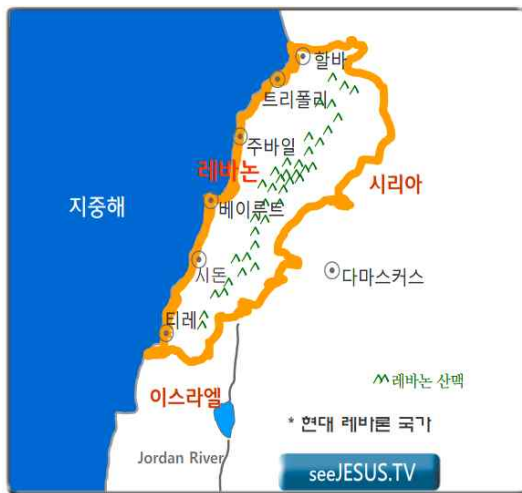 할바
트리폴리
주바일
레바논
시리아
지중해
베이루트
시돈
다마스커스
티레
레바논 산맥
이스라엘
* 현대 레바론 국가
Jordan River
seeJESUS.TV